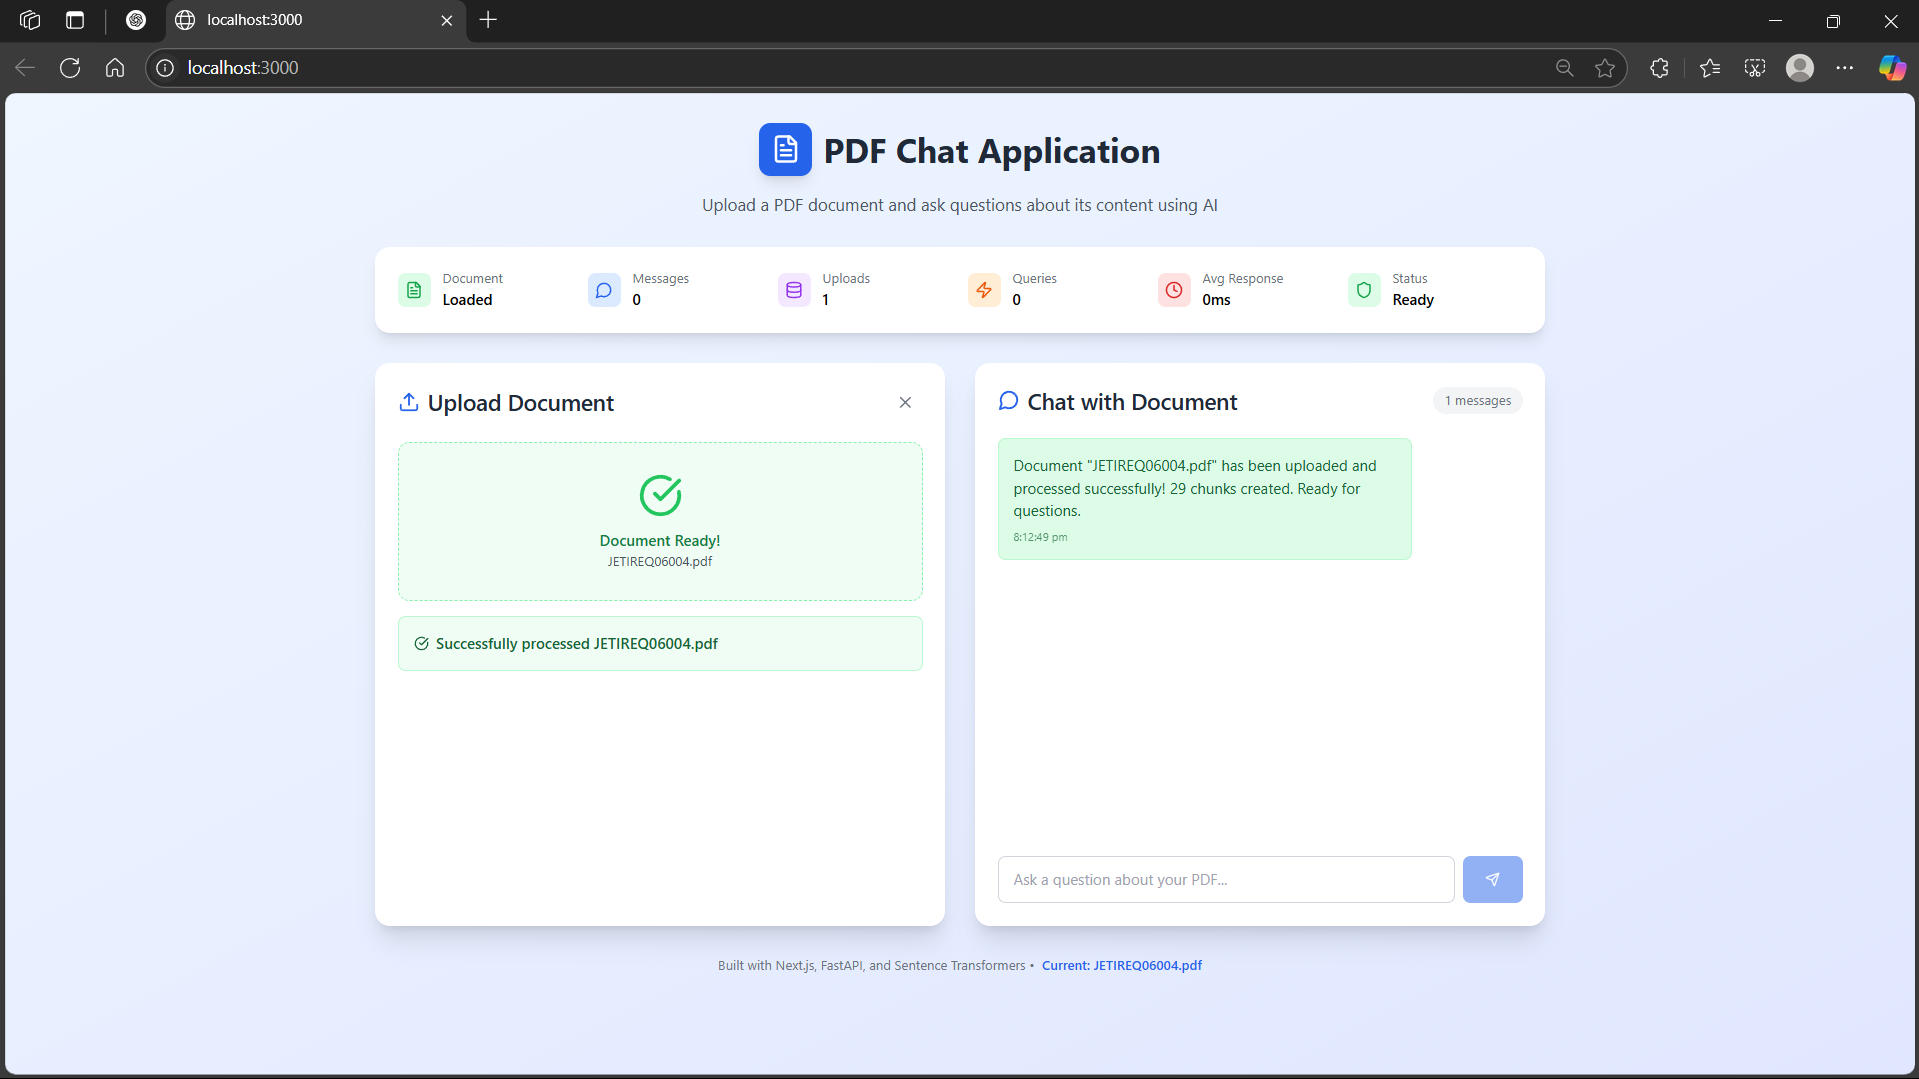 localhost:3000
localhost:3000
PDF Chat Application
Upload a PDF document and ask questions about its content using AI
Document
Loaded
Messages
0
Uploads
1
Queries
0
Avg Response
0ms
Status
Ready
Upload Document
Document Ready!
JETIREQ06004.pdf
Successfully processed JETIREQ06004.pdf
Chat with Document
1 messages
Document "JETIREQ06004.pdf" has been uploaded and
processed successfully! 29 chunks created. Ready for
questions.
8:12:49 pm
Ask a question about your PDF...
Built with Next.js, FastAPI, and Sentence Transformers • Current: JETIREQ06004.pdf